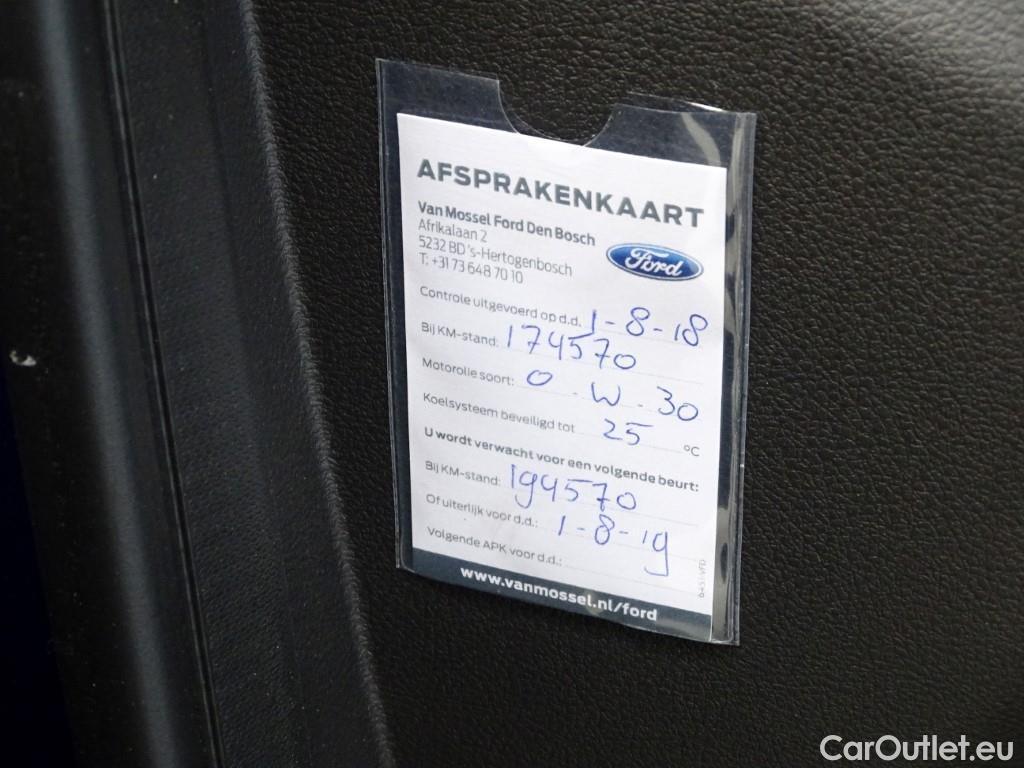 AFSPRAKENKAART
Van Mossel Ford Den Bosch
Afrikalaan 2
5232 BD 's-Hertogenbosch
T: +31 73 648 70 10
Ford
Controle uitgevoerd op d.d. 1-8-18
Bij KM-stand: 174570
Motorolie soort: 0.W.30
Koelsysteem beveiligd tot 25 °C
U wordt verwacht voor een volgende beurt:
Bij KM-stand: 194570
Of uiterlijk voor d.d.: 1-8-19
Volgende APK voor d.d.:
www.vanmossel.nl/ford
CarOutlet.eu